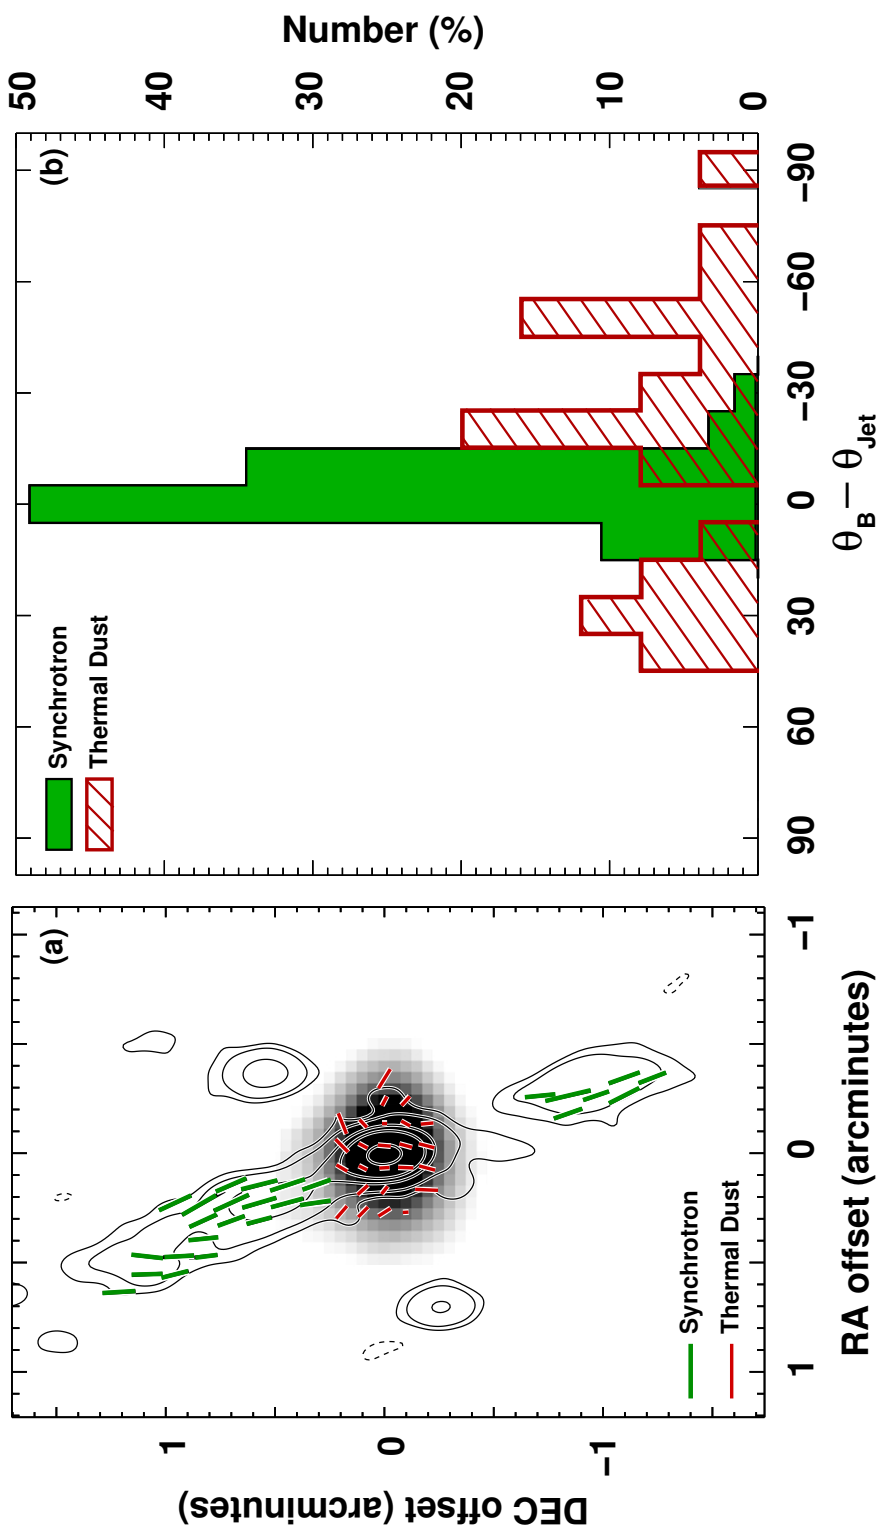 (a)
1
0
−1
DEC offset (arcminutes)
1
0
−1
RA offset (arcminutes)
Synchrotron
Thermal Dust
(b)
Synchrotron
Thermal Dust
90
60
30
0
−30
−60
−90
θB − θJet
50
40
30
20
10
0
Number (%)